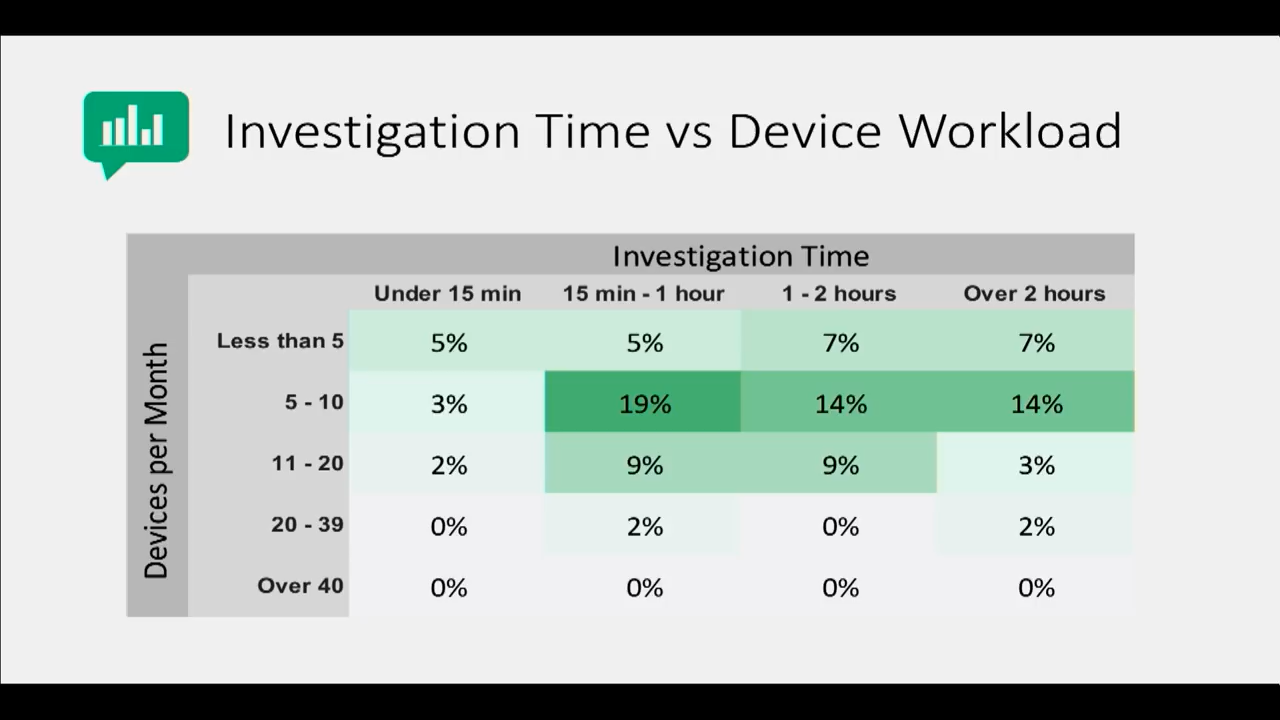 Investigation Time vs Device Workload
Investigation Time
Under 15 min 15 min - 1 hour 1 - 2 hours Over 2 hours
Devices per Month
Less than 5 5% 5% 7% 7%
5 - 10 3% 19% 14% 14%
11 - 20 2% 9% 9% 3%
20 - 39 0% 2% 0% 2%
Over 40 0% 0% 0% 0%